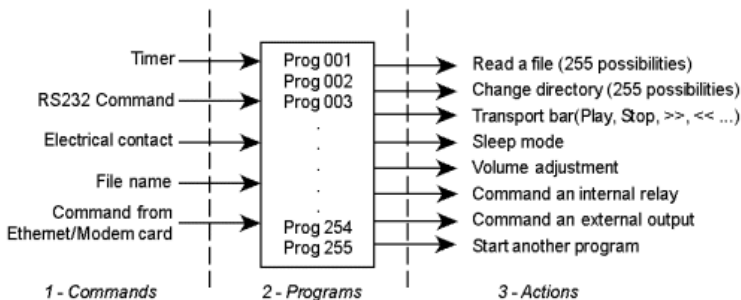 Timer
RS232 Command
Electrical contact
File name
Command from
Ethernet/Modem card
1 - Commands
Prog 001
Prog 002
Prog 003
.
.
.
.
.
Prog 254
Prog 255
2 - Programs
Read a file (255 possibilities)
Change directory (255 possibilities)
Transport bar(Play, Stop, >>, << ...)
Sleep mode
Volume adjustment
Command an internal relay
Command an external output
Start another program
3 - Actions